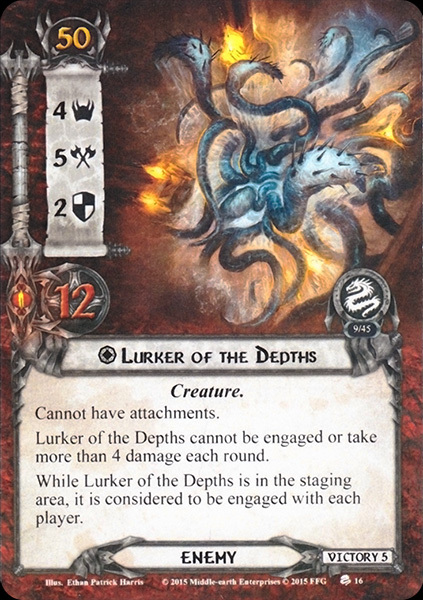 50
4
5
2
12
9/45
LURKER OF THE DEPTHS
Creature.
Cannot have attachments.
Lurker of the Depths cannot be engaged or take
more than 4 damage each round.
While Lurker of the Depths is in the staging
area, it is considered to be engaged with each
player.
ENEMY
VICTORY 5
Illus. Ethan Patrick Harris © 2015 Middle-earth Enterprises © 2015 FFG 16